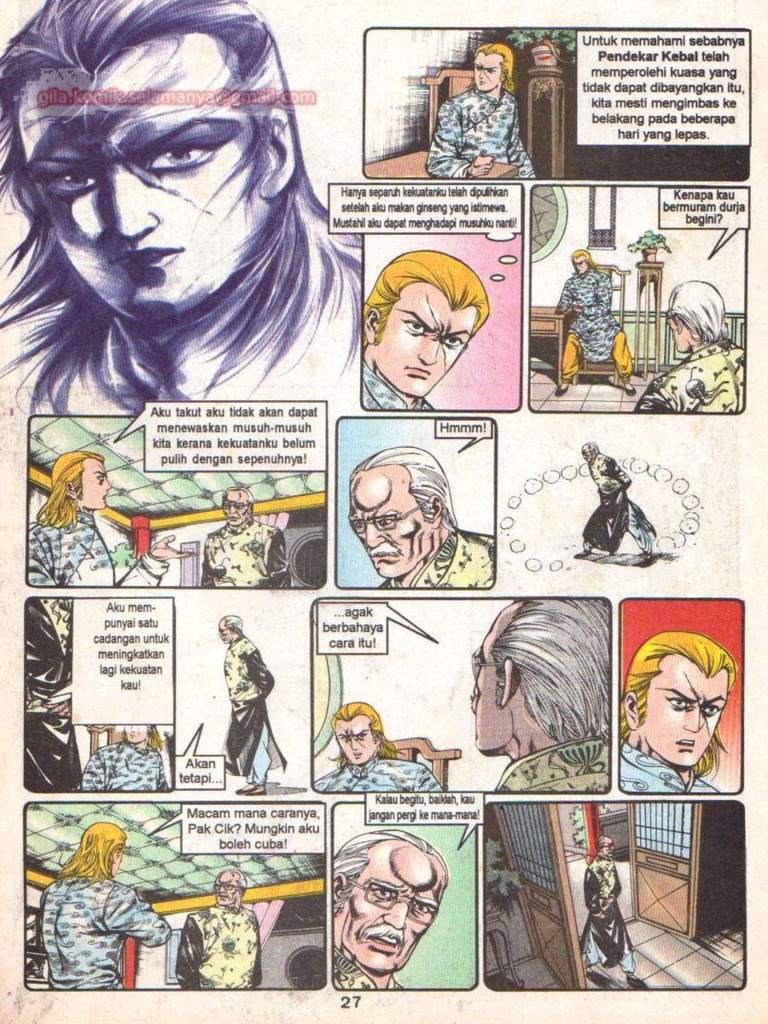 gila.komik.selamanya@gmail.com
Untuk memahami sebabnya
Pendekar Kebal telah
memperolehi kuasa yang
tidak dapat dibayangkan itu,
kita mesti mengimbas ke
belakang pada beberapa
hari yang lepas.
Hanya separuh kekuatanku telah dipulihkan
setelah aku makan ginseng yang istimewa.
Mustahil aku dapat menghadapi musuhku nanti!
Kenapa kau
bermuram durja
begini?
Aku takut aku tidak akan dapat
menewaskan musuh-musuh
kita kerana kekuatanku belum
pulih dengan sepenuhnya!
Hmmm!
Aku mem-
punyai satu
cadangan untuk
meningkatkan
lagi kekuatan
kau!
Akan
tetapi...
...agak
berbahaya
cara itu!
Macam mana caranya,
Pak Cik? Mungkin aku
boleh cuba!
Kalau begitu, baiklah, kau
jangan pergi ke mana-mana!
27